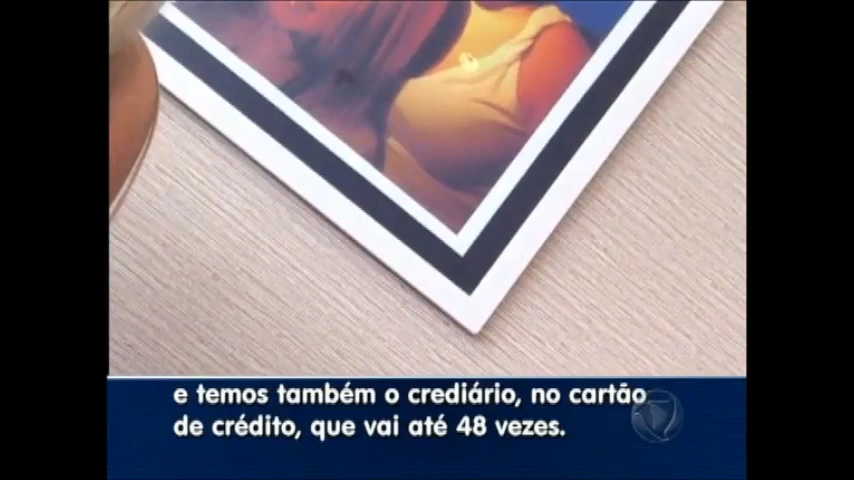 e temos também o crediário, no cartão
de crédito, que vai até 48 vezes.